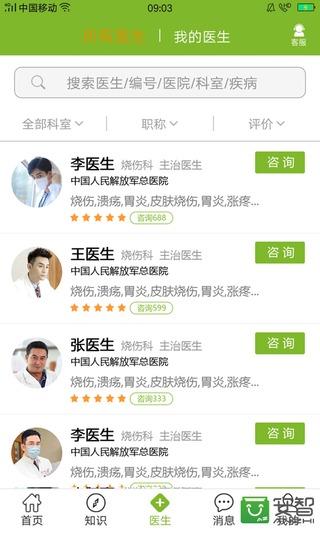 中国移动 09:03
所有医生 我的医生 客服
搜索医生/编号/医院/科室/疾病
全部科室 职称 评价
李医生 烧伤科 主治医生 咨 询
中国人民解放军总医院
烧伤,溃疡,胃炎,皮肤烧伤,胃炎,涨疼...
咨询688
王医生 烧伤科 主治医生 咨 询
中国人民解放军总医院
烧伤,溃疡,胃炎,皮肤烧伤,胃炎,涨疼...
咨询599
张医生 烧伤科 主治医生 咨 询
中国人民解放军总医院
烧伤,溃疡,胃炎,皮肤烧伤,胃炎,涨疼...
咨询333
李医生 烧伤科 主治医生 咨 询
中国人民解放军总医院
烧伤,溃疡,胃炎,皮肤烧伤,胃炎,涨疼...
首页 知识 医生 消息
安智